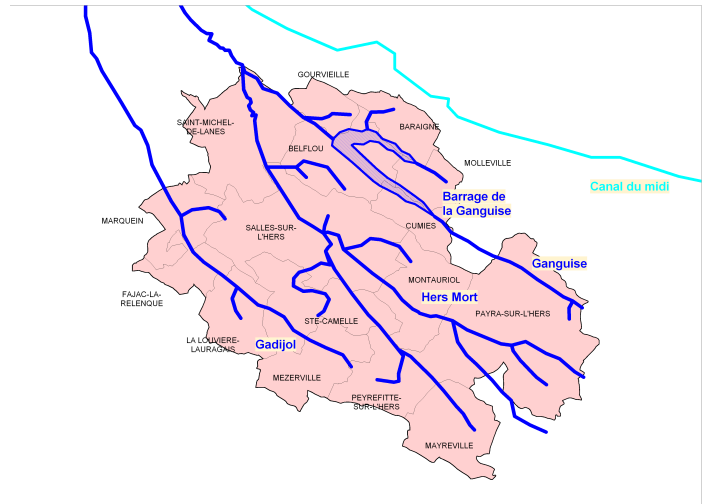 GOURVIEILLE
SAINT-MICHEL-
DE-LANES
BARAIGNE
BELFLOU
MOLLEVILLE
Canal du midi
Barrage de
la Ganguise
MARQUEIN
SALLES-SUR-
L'HERS
CUMIES
Ganguise
MONTAURIOL
FAJAC-LA-
RELENQUE
Hers Mort
PAYRA-SUR-L'HERS
STE-CAMELLE
LA LOUVIERE-
LAURAGAIS
Gadijol
MEZERVILLE
PEYREFITTE-
SUR-L'HERS
MAYREVILLE